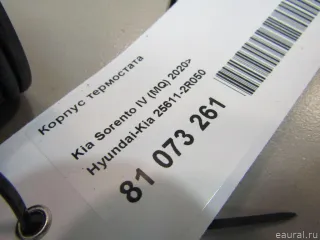 Корпус термостата
Kia Sorento IV (MQ) 2020>
Hyundai-Kia 25611-2R050
81 073 261
eaural.ru